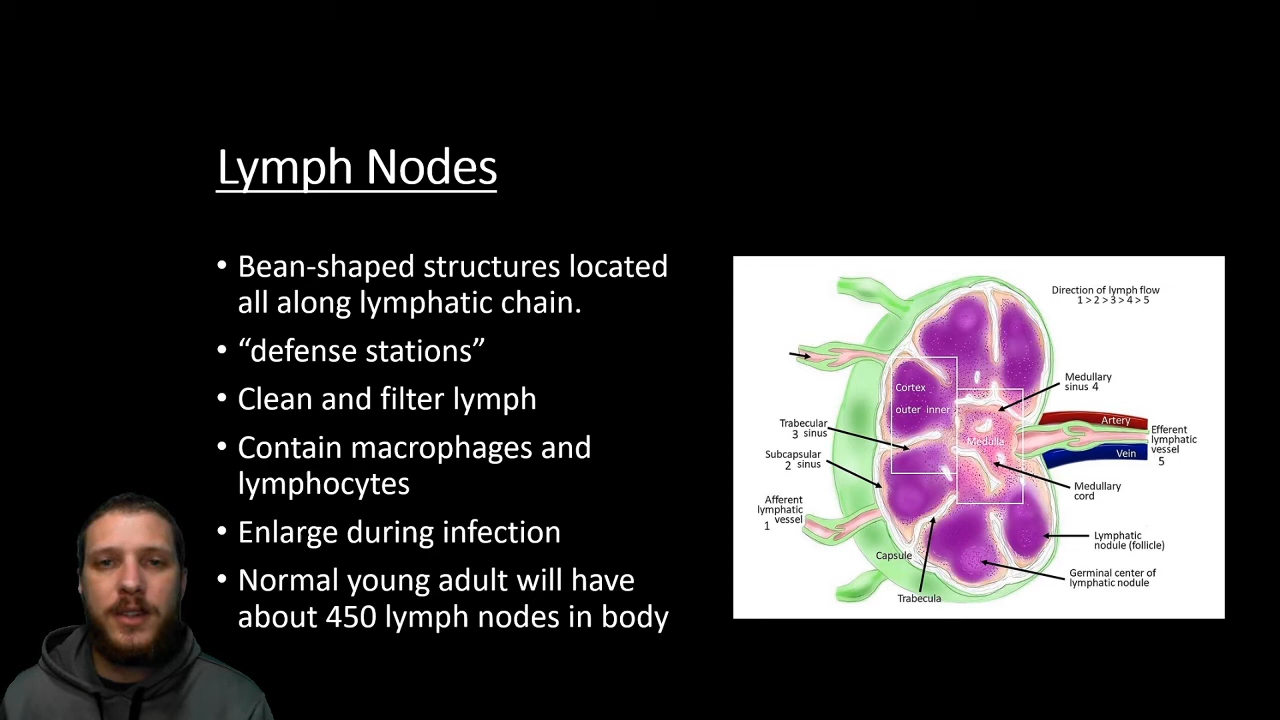 Lymph Nodes
• Bean-shaped structures located
all along lymphatic chain.
• “defense stations”
• Clean and filter lymph
• Contain macrophages and
lymphocytes
• Enlarge during infection
• Normal young adult will have
about 450 lymph nodes in body
Direction of lymph flow
1 > 2 > 3 > 4 > 5
Cortex
outer inner
Medulla
Medullary
sinus 4
Artery
Vein
Efferent
lymphatic
vessel
5
Trabecular
3 sinus
Subcapsular
2 sinus
Afferent
lymphatic
vessel
1
Capsule
Trabecula
Medullary
cord
Lymphatic
nodule (follicle)
Germinal center of
lymphatic nodule